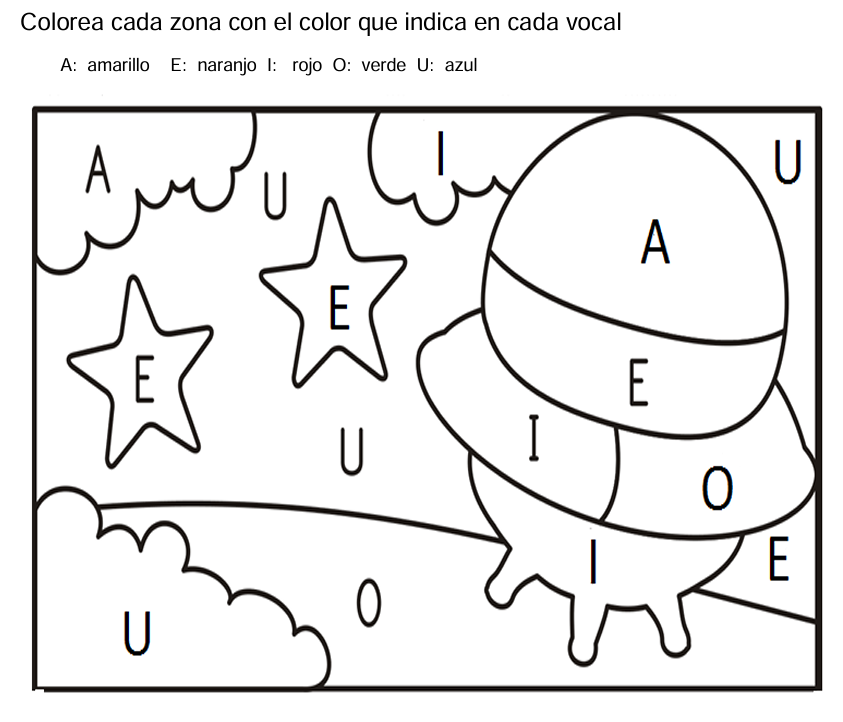 Colorea cada zona con el color que indica en cada vocal
A: amarillo E: naranjo I: rojo O: verde U: azul
A
I
U
U
A
E
E
E
I
U
O
I
E
O
U